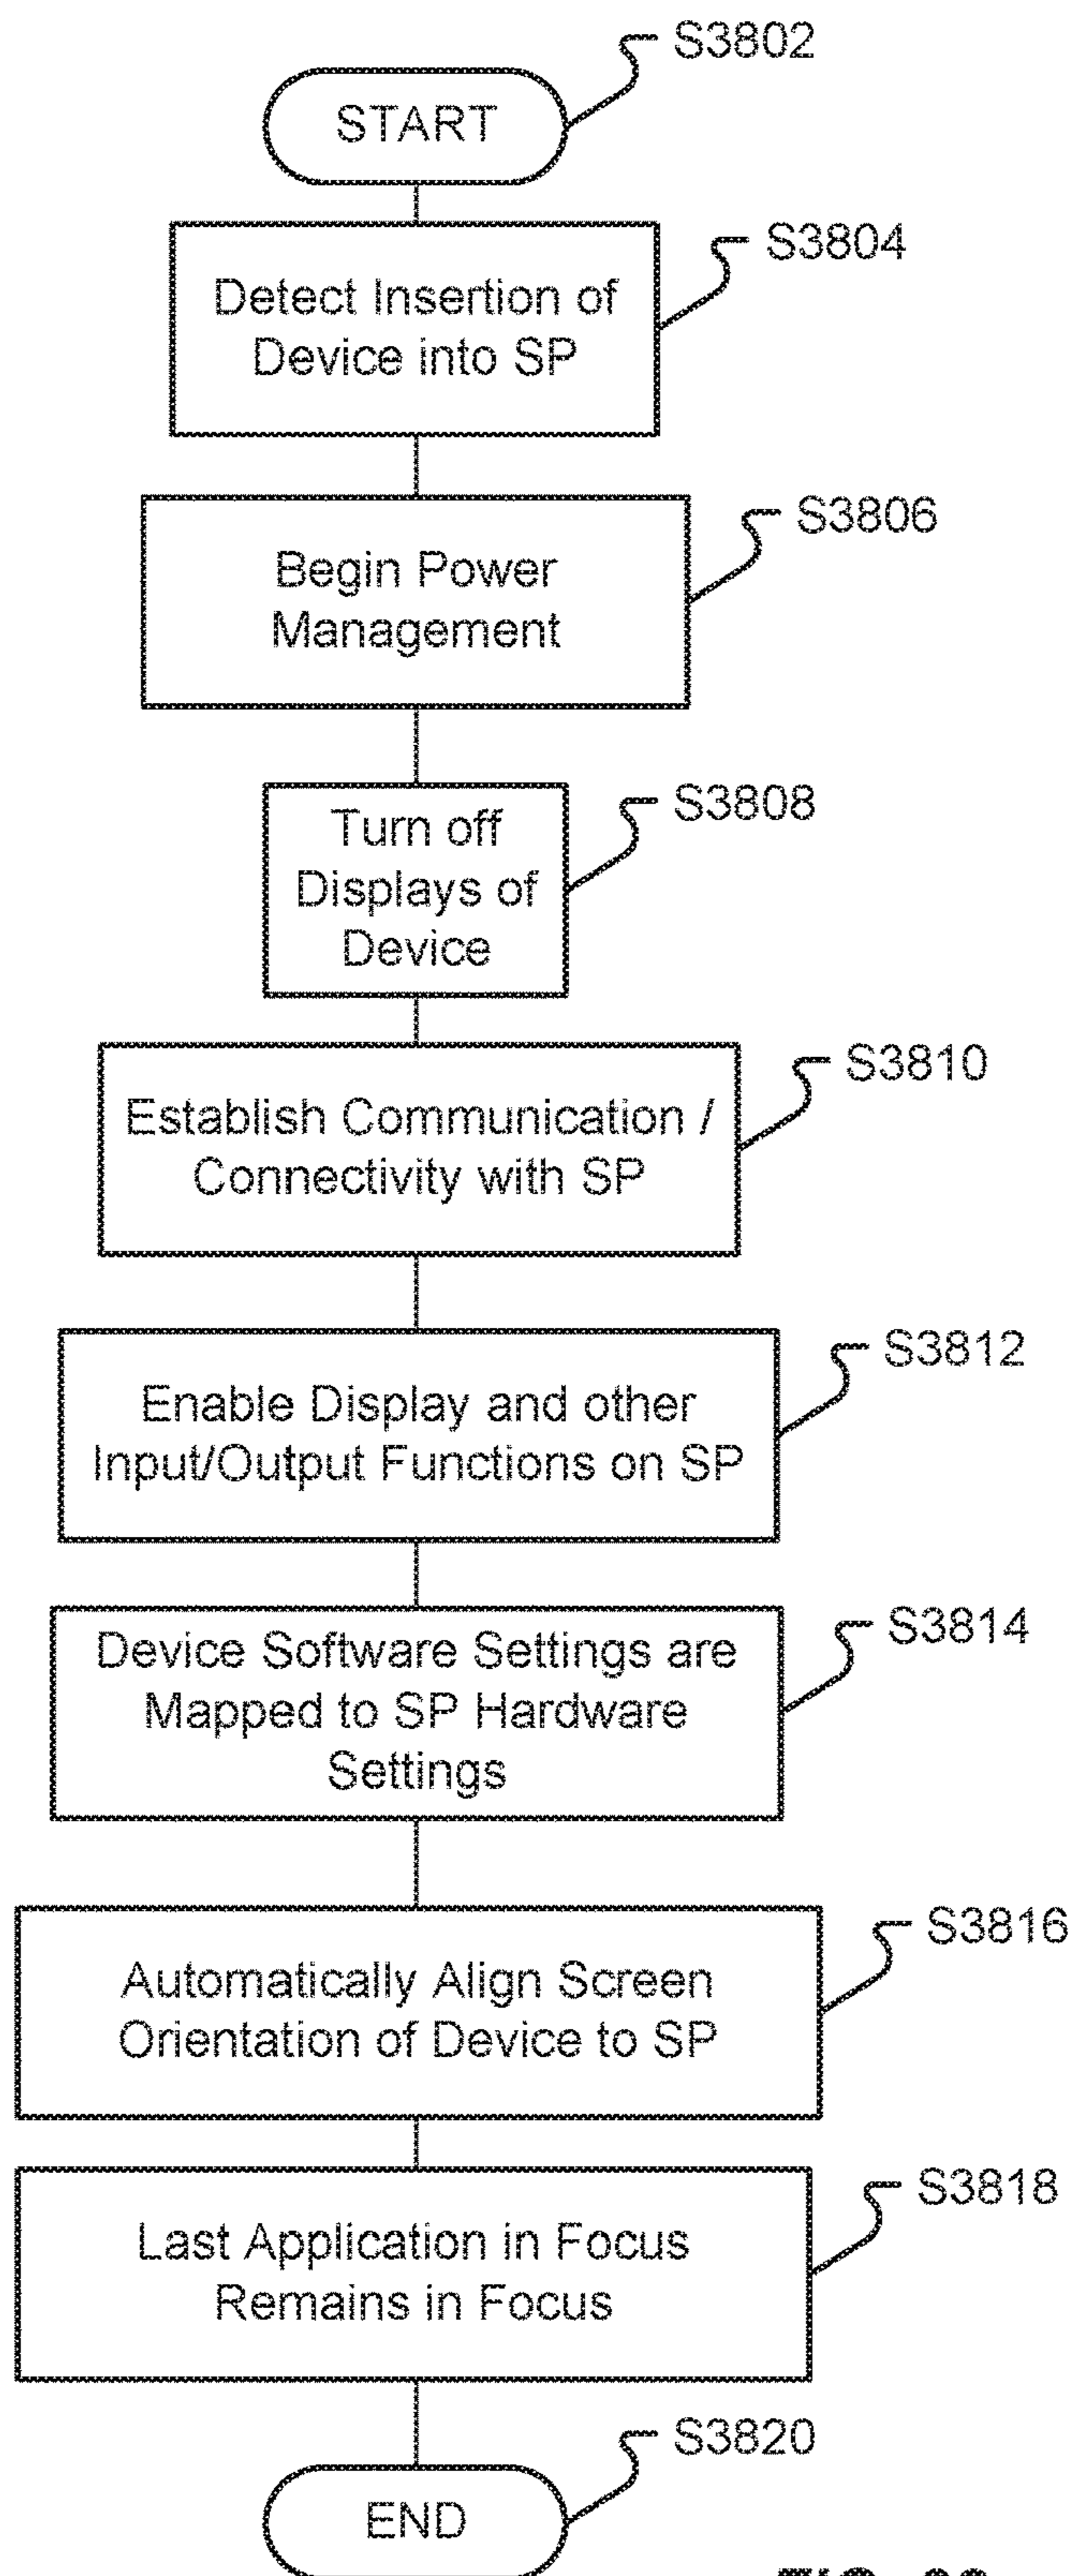 S3802
START
S3804
Detect Insertion of
Device into SP
S3806
Begin Power
Management
S3808
Turn off
Displays of
Device
S3810
Establish Communication /
Connectivity with SP
S3812
Enable Display and other
Input/Output Functions on SP
S3814
Device Software Settings are
Mapped to SP Hardware
Settings
S3816
Automatically Align Screen
Orientation of Device to SP
S3818
Last Application in Focus
Remains in Focus
S3820
END